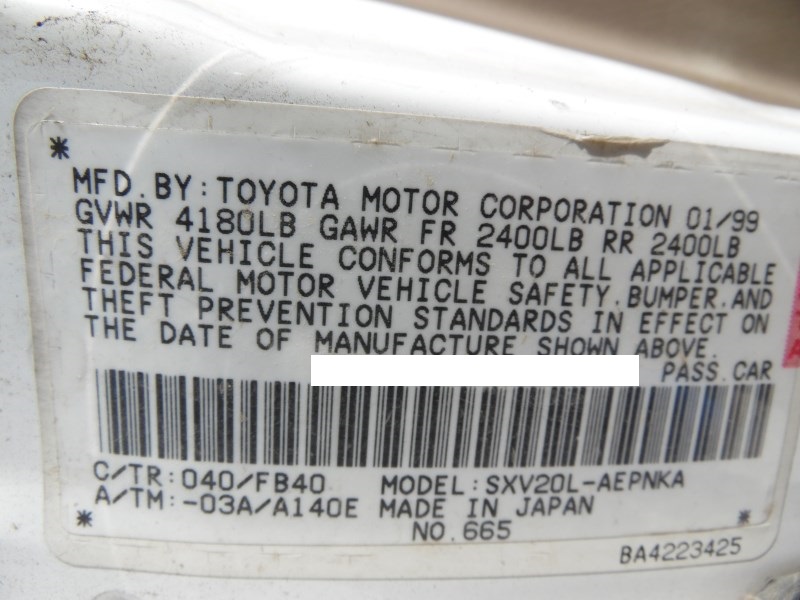 MFD.BY:TOYOTA MOTOR CORPORATION 01/99
GVWR 4180LB GAWR FR 2400LB RR 2400LB
THIS VEHICLE CONFORMS TO ALL APPLICABLE
FEDERAL MOTOR VEHICLE SAFETY.BUMPER.AND
THEFT PREVENTION STANDARDS IN EFFECT ON
THE DATE OF MANUFACTURE SHOWN ABOVE.
PASS.CAR
C/TR:040/FB40 MODEL:SXV20L-AEPNKA
A/TM:-03A/A140E MADE IN JAPAN
NO.665
BA4223425